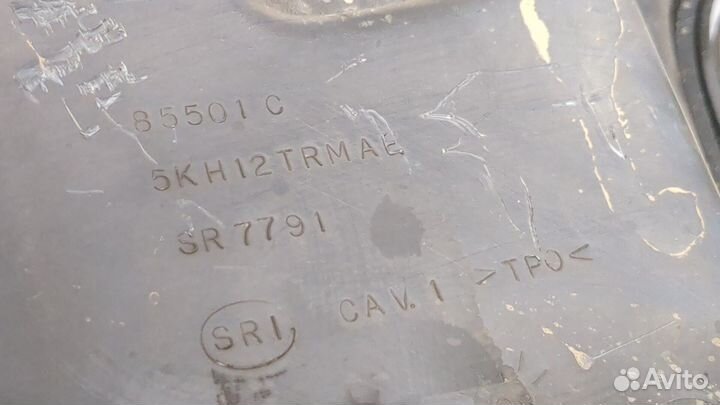 85501C
5KH12TRMAE
SR7791
SRI CAV.1 >TPO<
Avito